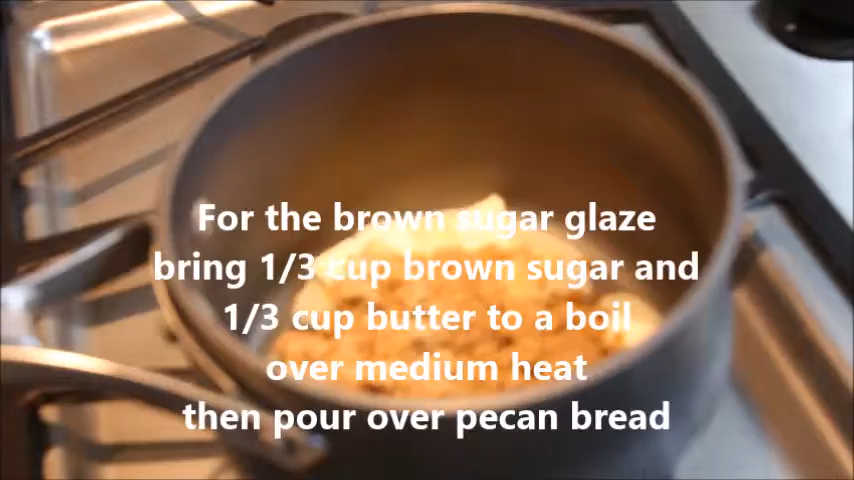 For the brown sugar glaze
bring 1/3 cup brown sugar and
1/3 cup butter to a boil
over medium heat
then pour over pecan bread